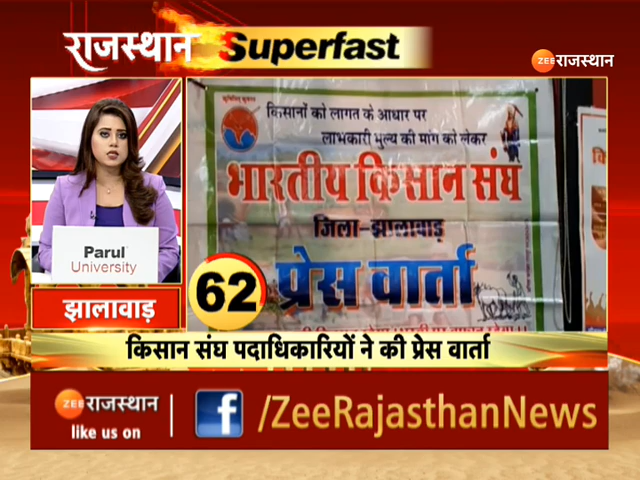 राजस्थान Superfast
ZEE राजस्थान
किसानों को लागत के आधार पर
लाभकारी मुल्य की मांग को लेकर
भारतीय किसान संघ
जिला-झालावाड़
प्रेस वार्ता
Parul
University
झालावाड़
62
किसान संघ पदाधिकारियों ने की प्रेस वार्ता
ZEE राजस्थान
like us on
f/ZeeRajasthanNews